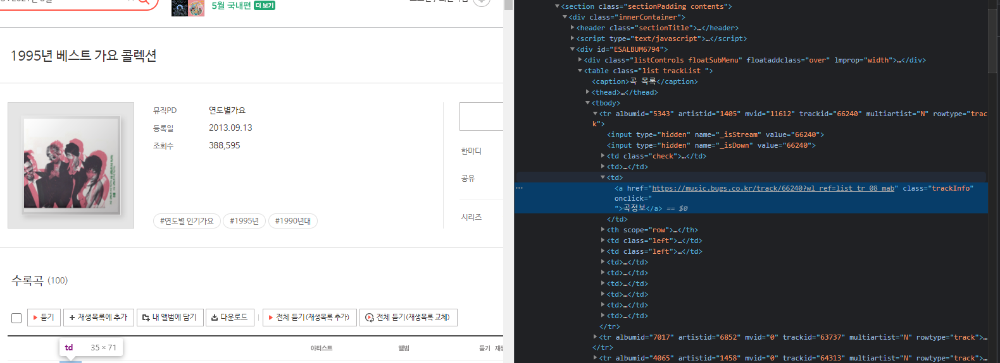 5월 국내편 더 보기
1995년 베스트 가요 콜렉션
뮤직PD 연도별가요
등록일 2013.09.13
조회수 388,595
한마디
공유
시리즈
#연도별 인기가요 #1995년 #1990년대
수록곡 (100)
듣기 + 재생목록에 추가 내 앨범에 담기 다운로드 | 전체 듣기(재생목록 추가) 전체 듣기(재생목록 교체)
td 35 × 71
아티스트 앨범 듣기
<section class="sectionPadding contents">
<div class="innerContainer">
<header class="sectionTitle">…</header>
<script type="text/javascript">…</script>
<div id="ESALBUM6794">
<div class="listControls floatSubMenu" floataddclass="over" lmprop="width">…</div>
<table class="list trackList ">
<caption>곡 목록</caption>
<thead>…</thead>
<tbody>
<tr albumid="5343" artistid="1405" mvid="11612" trackid="66240" multiartist="N" rowtype="trac
k">
<input type="hidden" name="_isStream" value="66240">
<input type="hidden" name="_isDown" value="66240">
<td class="check">…</td>
<td>…</td>
<td>
… <a href="https://music.bugs.co.kr/track/66240?wl_ref=list_tr_08_mab" class="trackInfo"
onclick="
">곡정보</a> == $0
</td>
<th scope="row">…</th>
<td class="left">…</td>
<td class="left">…</td>
<td>…</td>
<td>…</td>
<td>…</td>
<td>…</td>
<td>…</td>
<td>…</td>
</tr>
<tr albumid="7017" artistid="6852" mvid="0" trackid="63737" multiartist="N" rowtype="track">…
</tr>
<tr albumid="4065" artistid="1458" mvid="0" trackid="64313" multiartist="N" rowtype="track">…